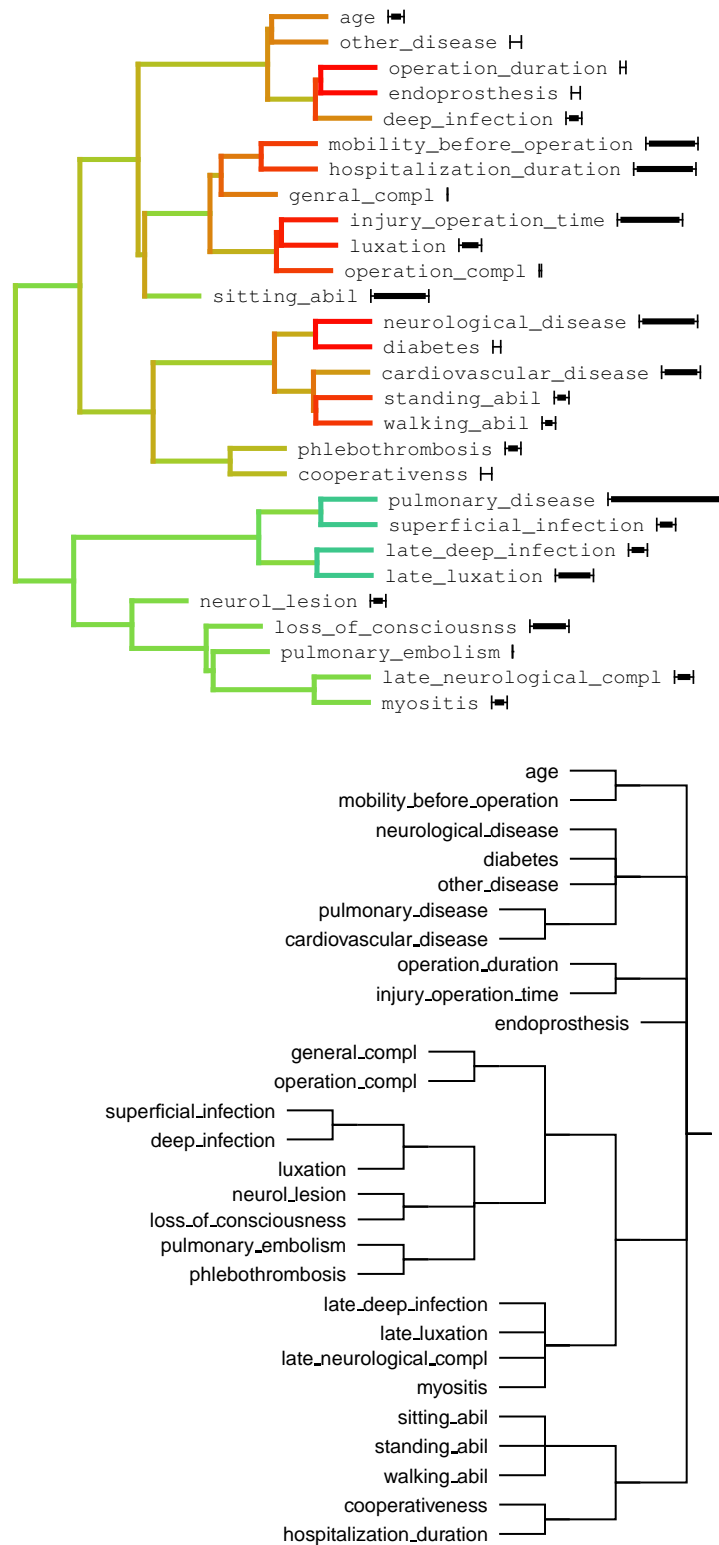 age
other_disease
operation_duration
endoprosthesis
deep_infection
mobility_before_operation
hospitalization_duration
genral_compl
injury_operation_time
luxation
operation_compl
sitting_abil
neurological_disease
diabetes
cardiovascular_disease
standing_abil
walking_abil
phlebothrombosis
cooperativenss
pulmonary_disease
superficial_infection
late_deep_infection
late_luxation
neurol_lesion
loss_of_consciousnss
pulmonary_embolism
late_neurological_compl
myositis
age
mobility_before_operation
neurological_disease
diabetes
other_disease
pulmonary_disease
cardiovascular_disease
operation_duration
injury_operation_time
endoprosthesis
general_compl
operation_compl
superficial_infection
deep_infection
luxation
neurol_lesion
loss_of_consciousness
pulmonary_embolism
phlebothrombosis
late_deep_infection
late_luxation
late_neurological_compl
myositis
sitting_abil
standing_abil
walking_abil
cooperativeness
hospitalization_duration